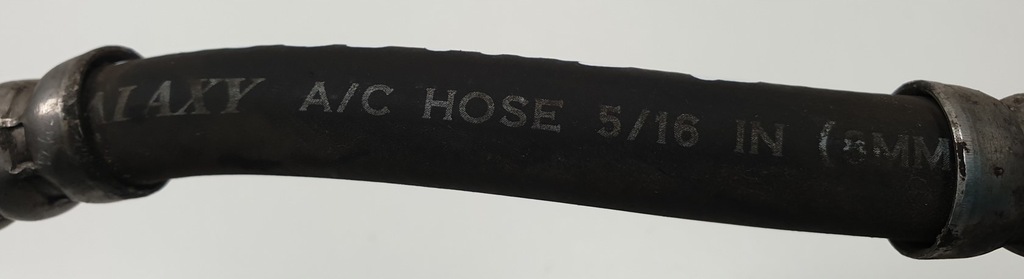 ALAXY A/C HOSE 5/16 IN (8MM